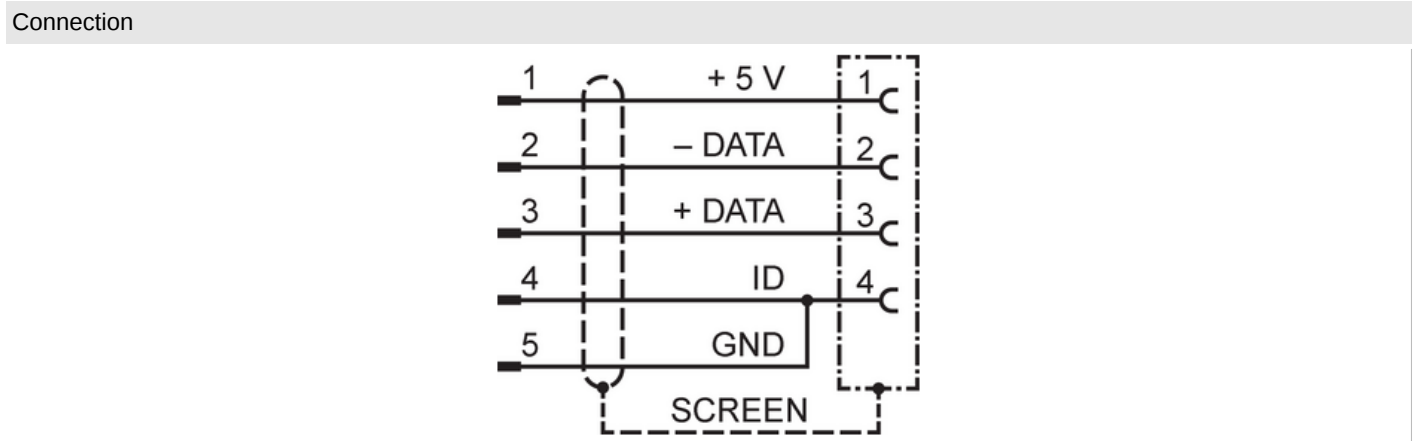 Connection
1 + 5 V 1
2 – DATA 2
3 + DATA 3
4 ID 4
5 GND
SCREEN